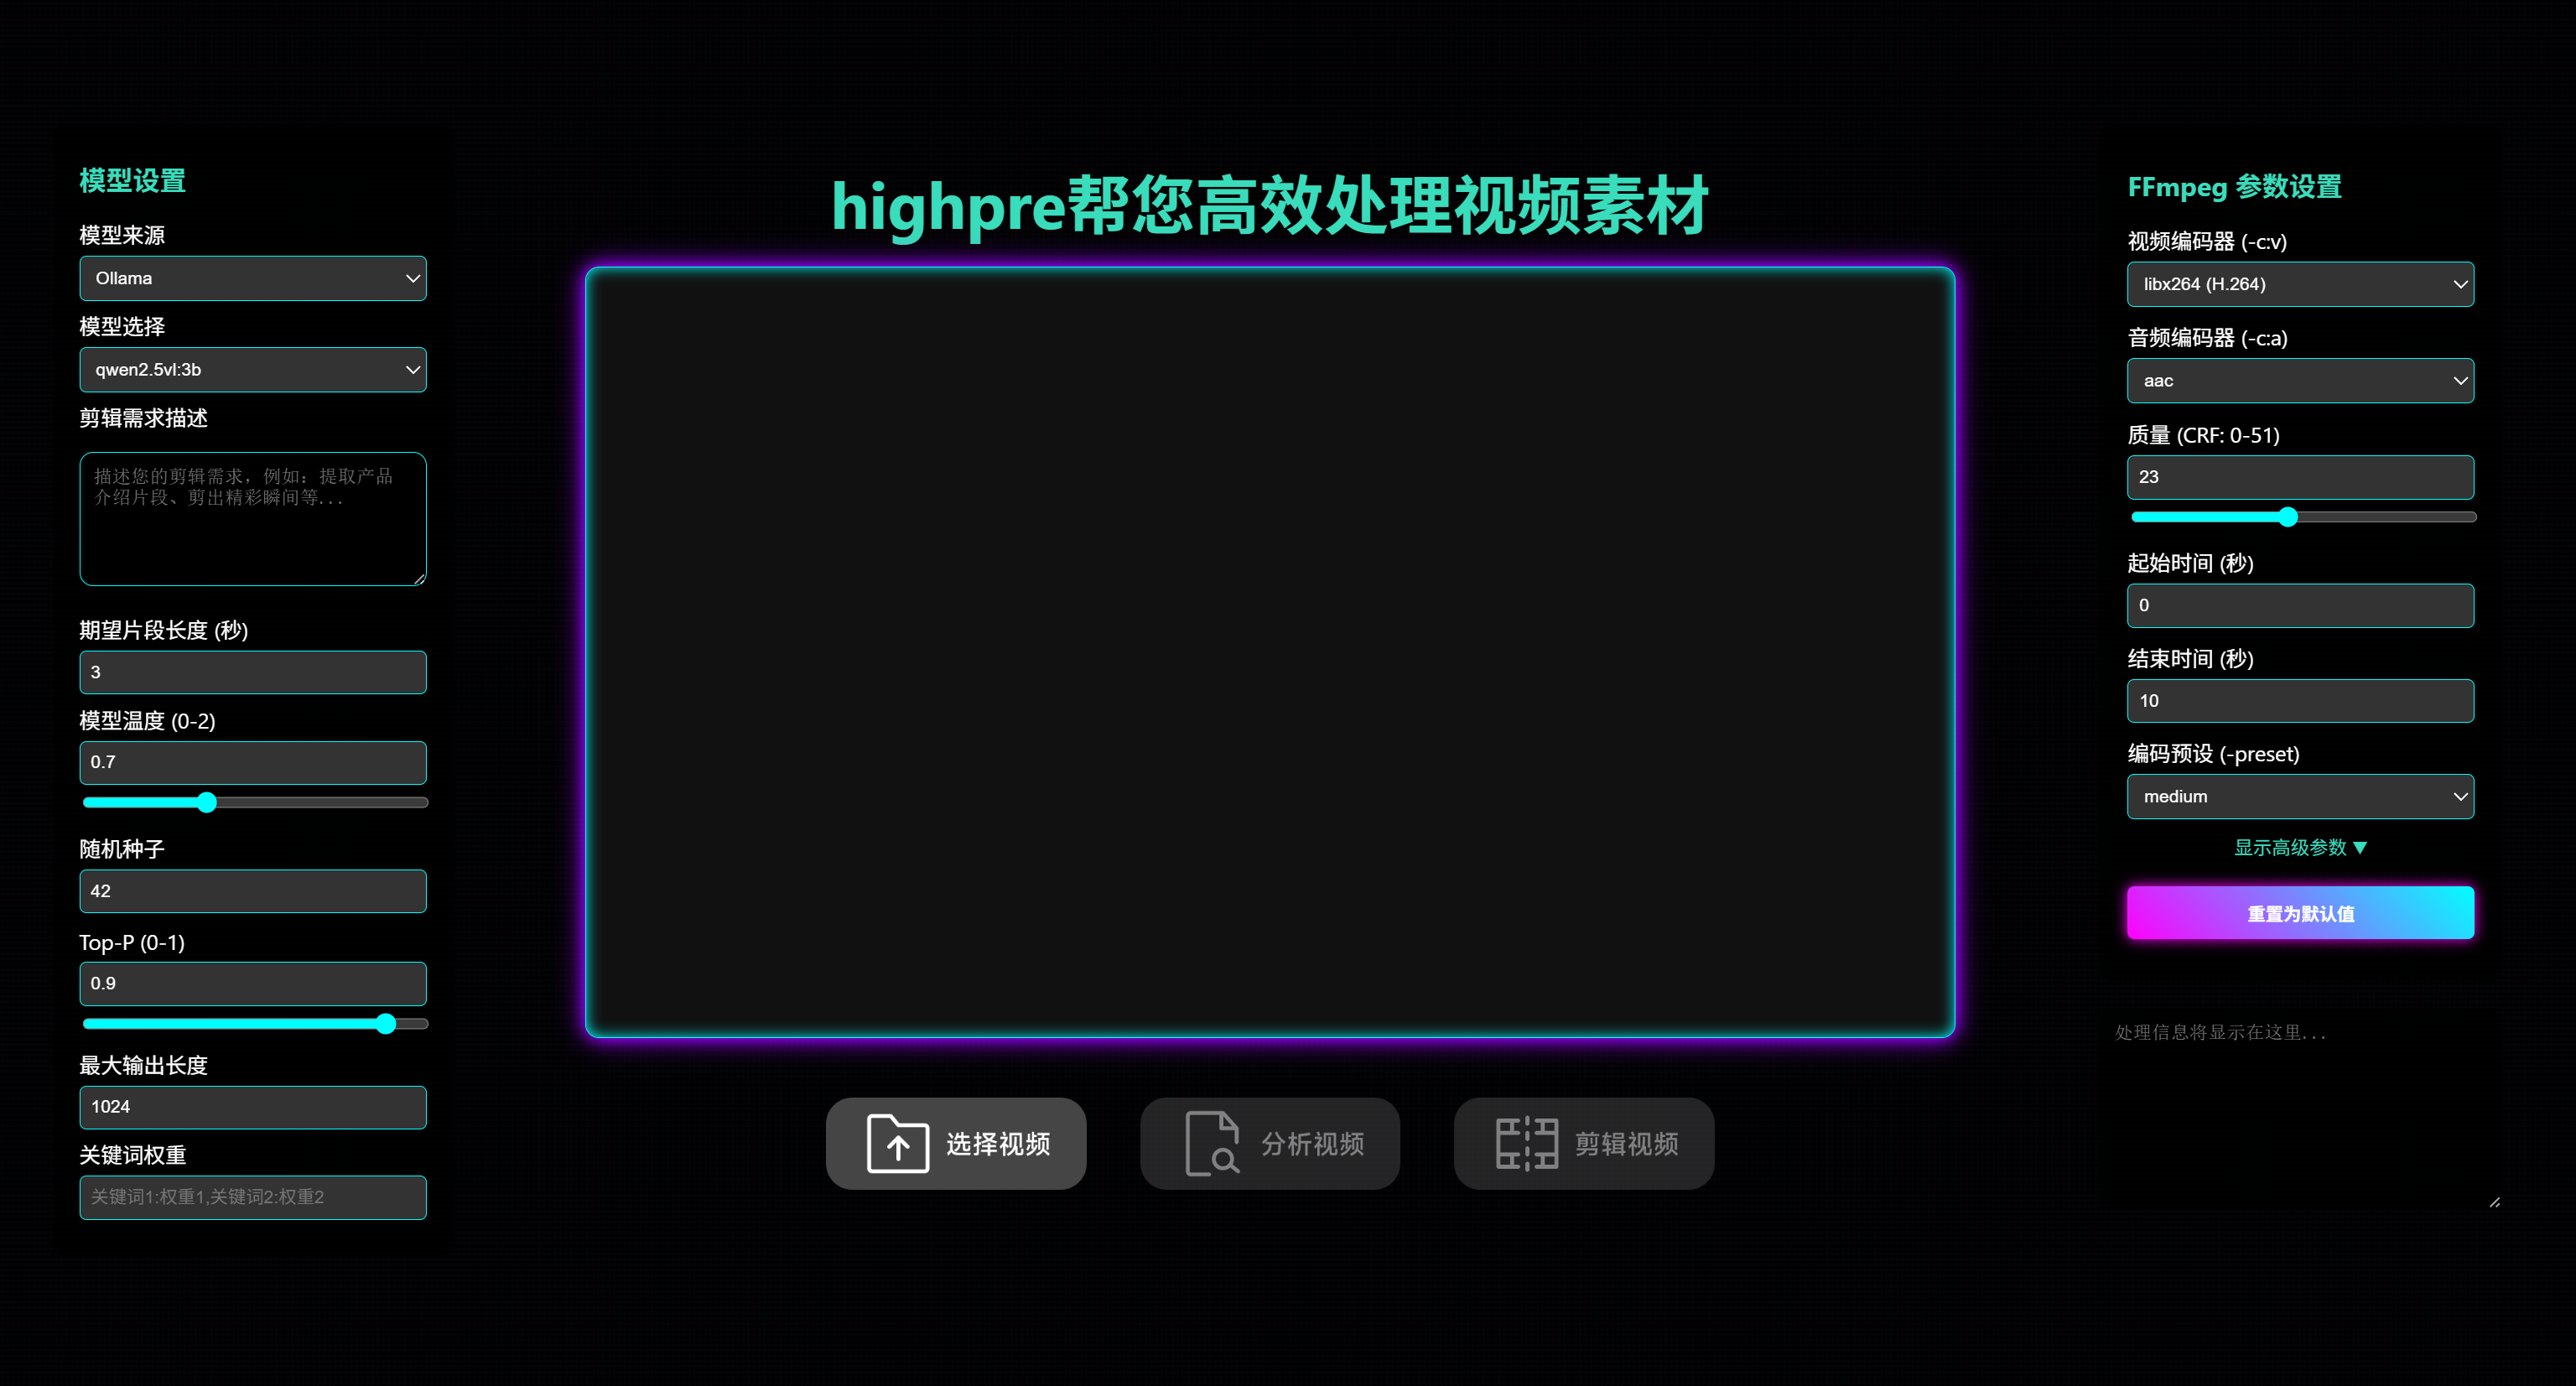 模型设置
模型来源
Ollama
模型选择
qwen2.5vl:3b
剪辑需求描述
描述您的剪辑需求，例如：提取产品
介绍片段、剪出精彩瞬间等...
期望片段长度 (秒)
3
模型温度 (0-2)
0.7
随机种子
42
Top-P (0-1)
0.9
最大输出长度
1024
关键词权重
关键词1:权重1,关键词2:权重2
highpre帮您高效处理视频素材
选择视频
分析视频
剪辑视频
FFmpeg 参数设置
视频编码器 (-c:v)
libx264 (H.264)
音频编码器 (-c:a)
aac
质量 (CRF: 0-51)
23
起始时间 (秒)
0
结束时间 (秒)
10
编码预设 (-preset)
medium
显示高级参数 ▼
重置为默认值
处理信息将显示在这里...